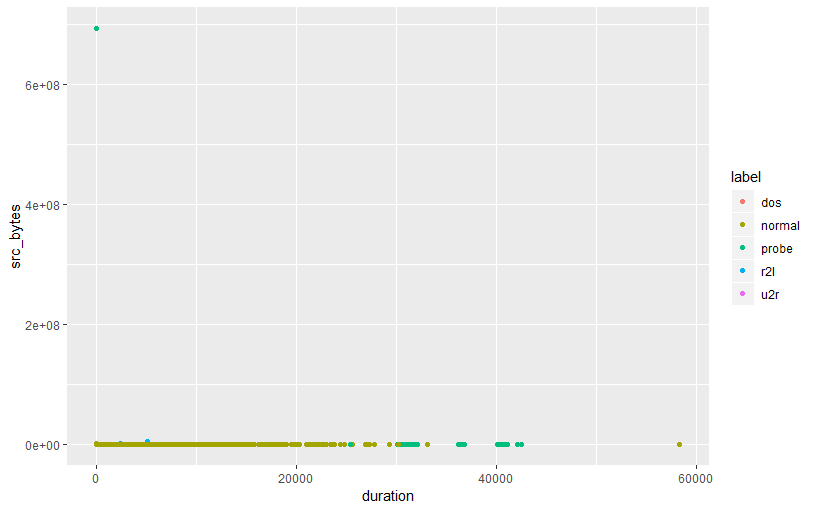 src_bytes
6e+08
4e+08
2e+08
0e+00
0
20000
40000
60000
duration
label
dos
normal
probe
r2l
u2r